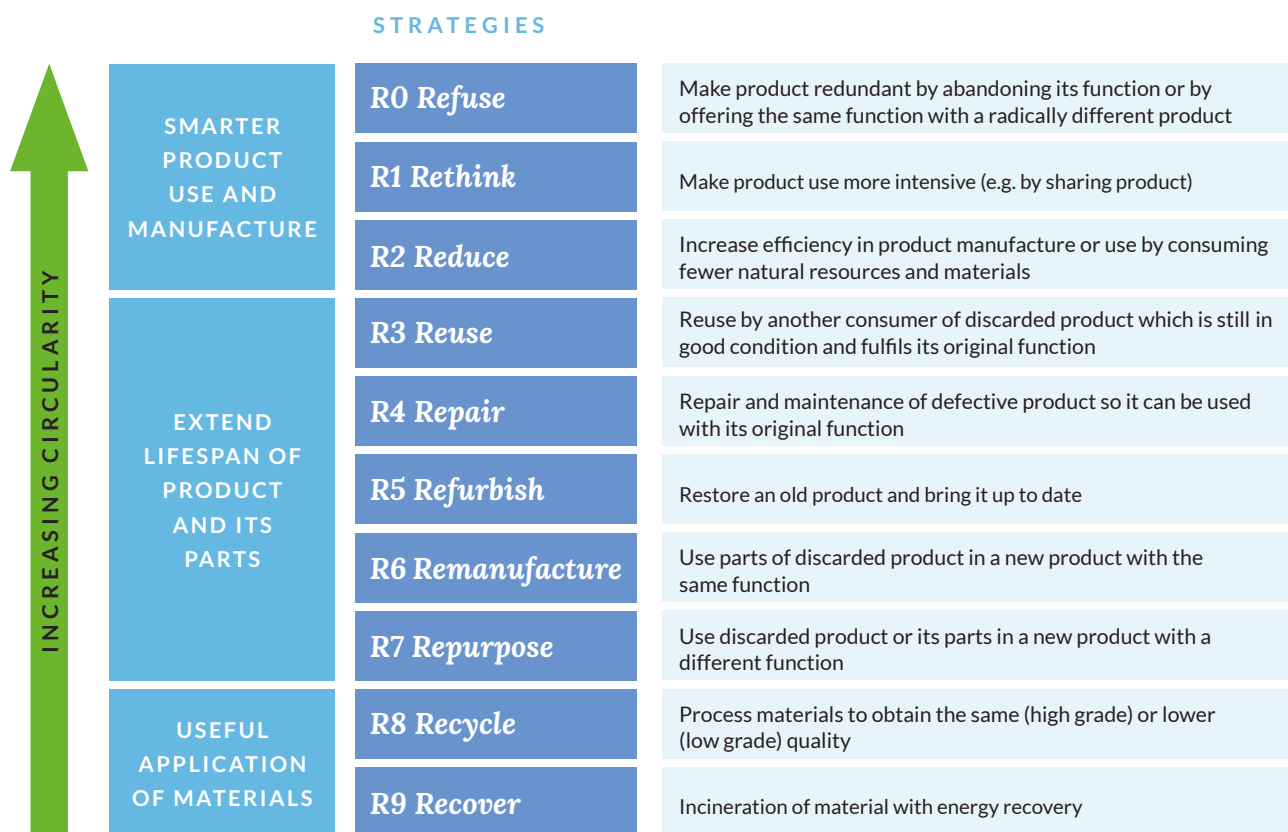 STRATEGIES
INCREASING CIRCULARITY
SMARTER
PRODUCT
USE AND
MANUFACTURE
R0 Refuse
Make product redundant by abandoning its function or by
offering the same function with a radically different product
R1 Rethink
Make product use more intensive (e.g. by sharing product)
R2 Reduce
Increase efficiency in product manufacture or use by consuming
fewer natural resources and materials
EXTEND
LIFESPAN OF
PRODUCT
AND ITS
PARTS
R3 Reuse
Reuse by another consumer of discarded product which is still in
good condition and fulfils its original function
R4 Repair
Repair and maintenance of defective product so it can be used
with its original function
R5 Refurbish
Restore an old product and bring it up to date
R6 Remanufacture
Use parts of discarded product in a new product with the
same function
R7 Repurpose
Use discarded product or its parts in a new product with a
different function
USEFUL
APPLICATION
OF MATERIALS
R8 Recycle
Process materials to obtain the same (high grade) or lower
(low grade) quality
R9 Recover
Incineration of material with energy recovery